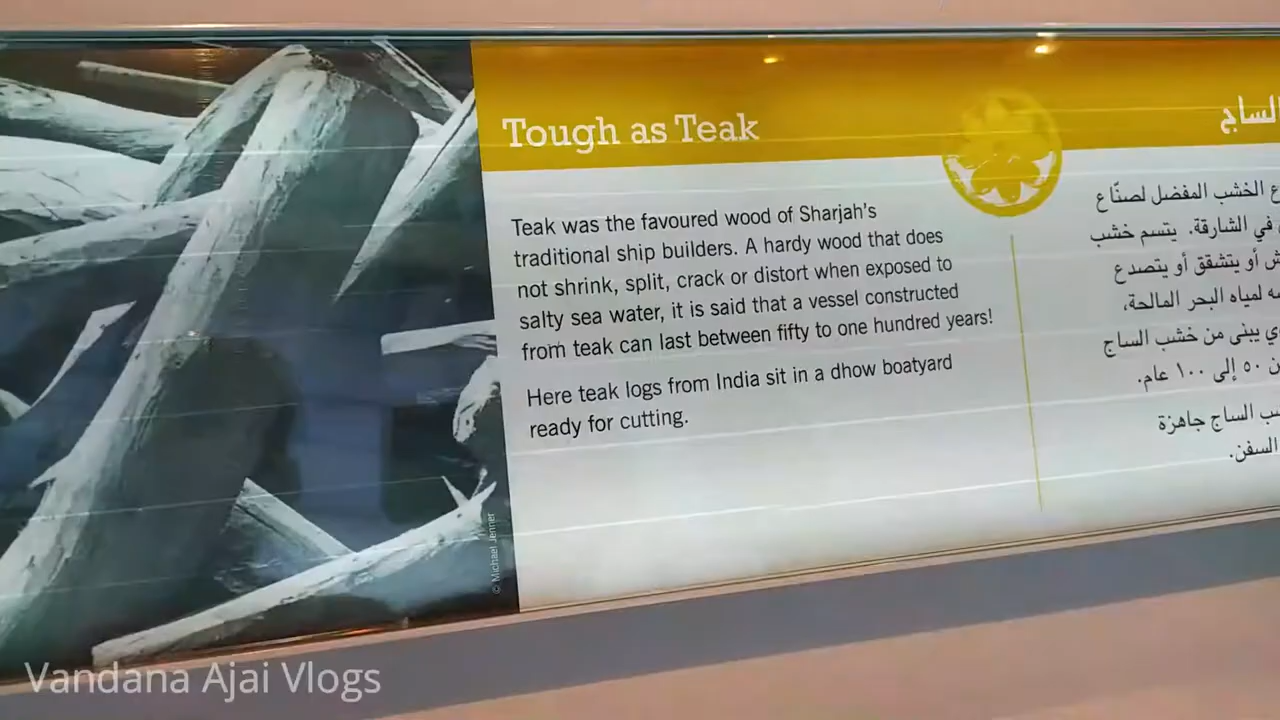 Tough as Teak
Teak was the favoured wood of Sharjah's
traditional ship builders. A hardy wood that does
not shrink, split, crack or distort when exposed to
salty sea water, it is said that a vessel constructed
from teak can last between fifty to one hundred years!
Here teak logs from India sit in a dhow boatyard
ready for cutting.
© Michael Jenner
الساج
الخشب المفضل لصنّاع
في الشارقة. يتسم خشب
أو يتشقق أو يتصدع
لمياه البحر المالحة،
يبنى من خشب الساج
٥٠ إلى ١٠٠ عام.
الساج جاهزة
السفن.
Vandana Ajai Vlogs